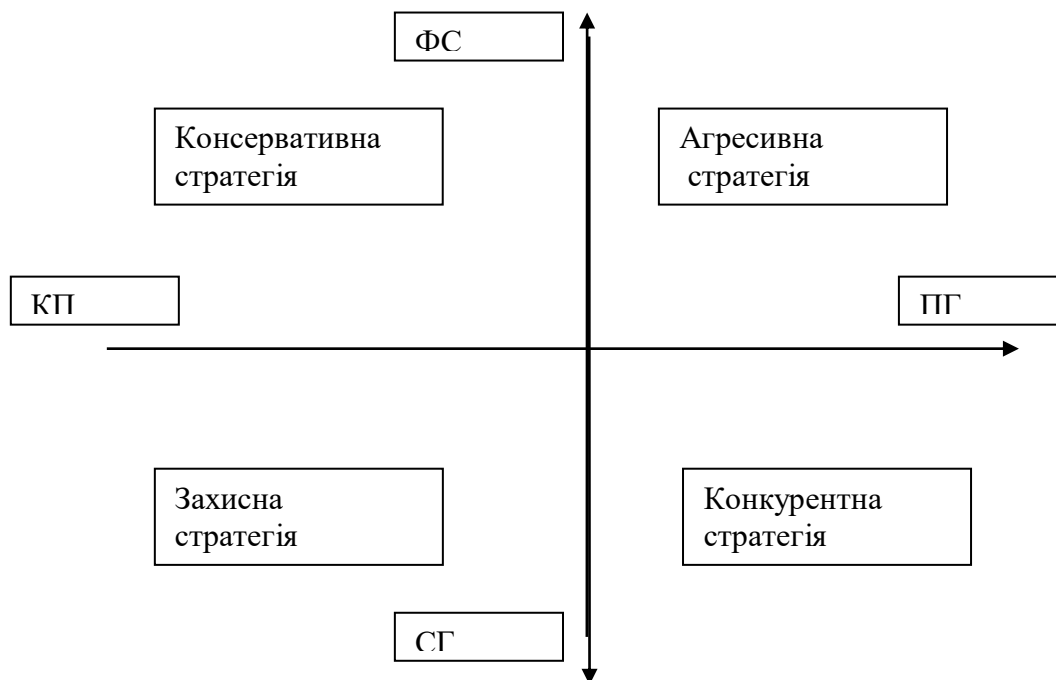 ФС
Консервативна
стратегія
Агресивна
стратегія
КП
ПГ
Захисна
стратегія
Конкурентна
стратегія
СГ